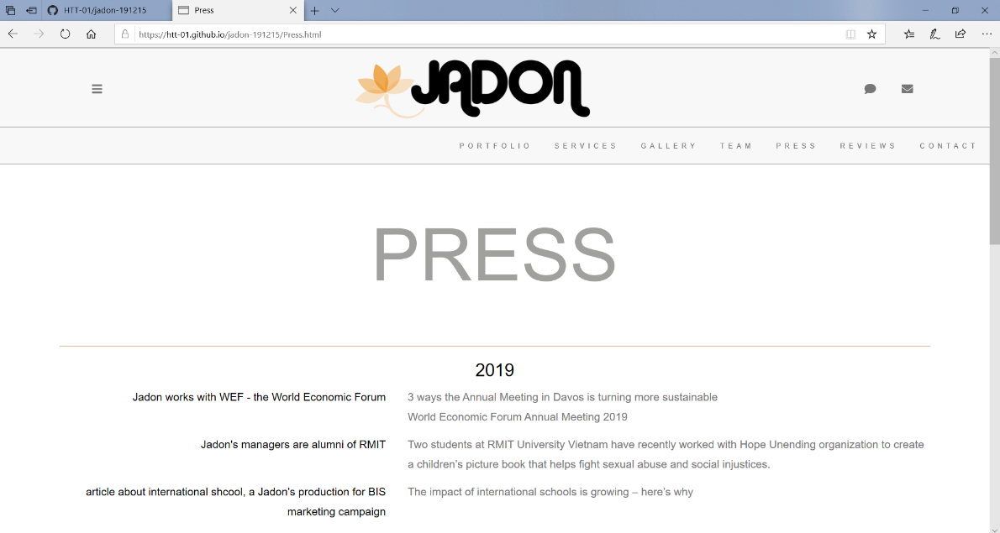 HTT-01/jadon-191215
Press
https://htt-01.github.io/jadon-191215/Press.html
JADON
PORTFOLIO SERVICES GALLERY TEAM PRESS REVIEWS CONTACT
PRESS
2019
Jadon works with WEF - the World Economic Forum
3 ways the Annual Meeting in Davos is turning more sustainable
World Economic Forum Annual Meeting 2019
Jadon's managers are alumni of RMIT
Two students at RMIT University Vietnam have recently worked with Hope Unending organization to create
a children’s picture book that helps fight sexual abuse and social injustices.
article about international shcool, a Jadon's production for BIS
marketing campaign
The impact of international schools is growing – here’s why